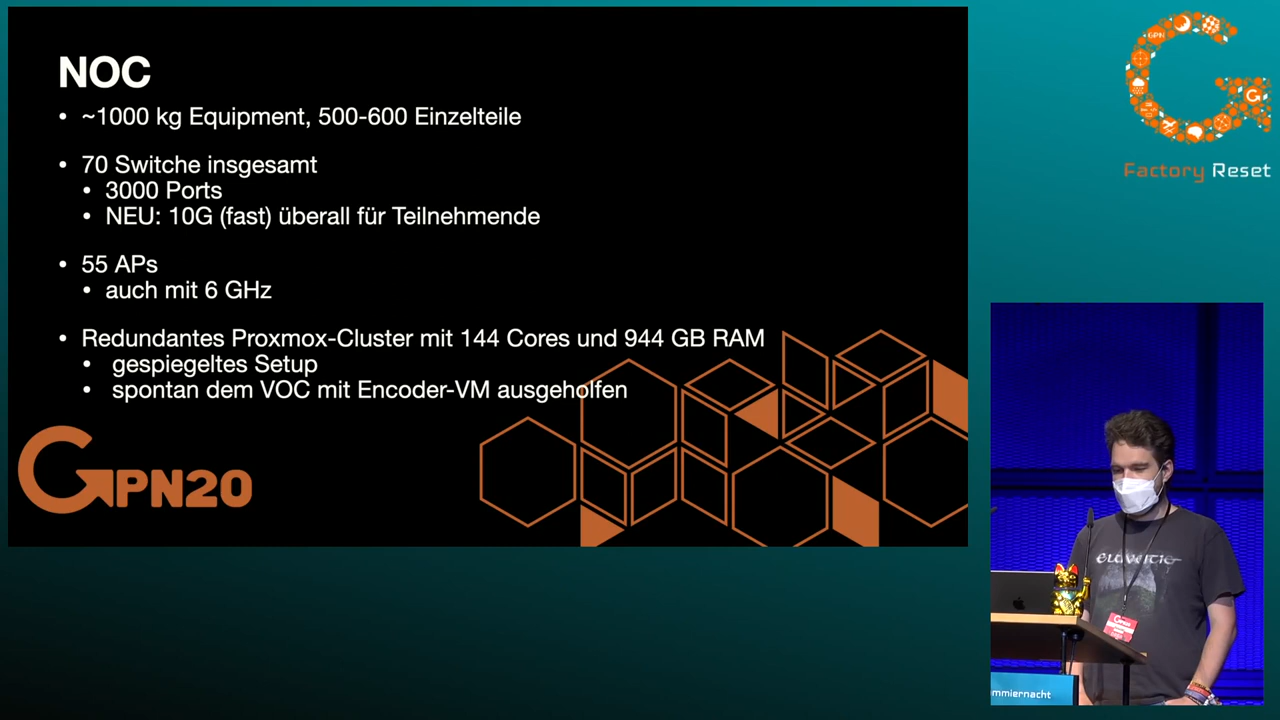 NOC
• ~1000 kg Equipment, 500-600 Einzelteile
• 70 Switche insgesamt
• 3000 Ports
• NEU: 10G (fast) überall für Teilnehmende
• 55 APs
• auch mit 6 GHz
• Redundantes Proxmox-Cluster mit 144 Cores und 944 GB RAM
• gespiegeltes Setup
• spontan dem VOC mit Encoder-VM ausgeholfen
GPN20
GPN
Factory Reset
eluveitie
mmiernacht